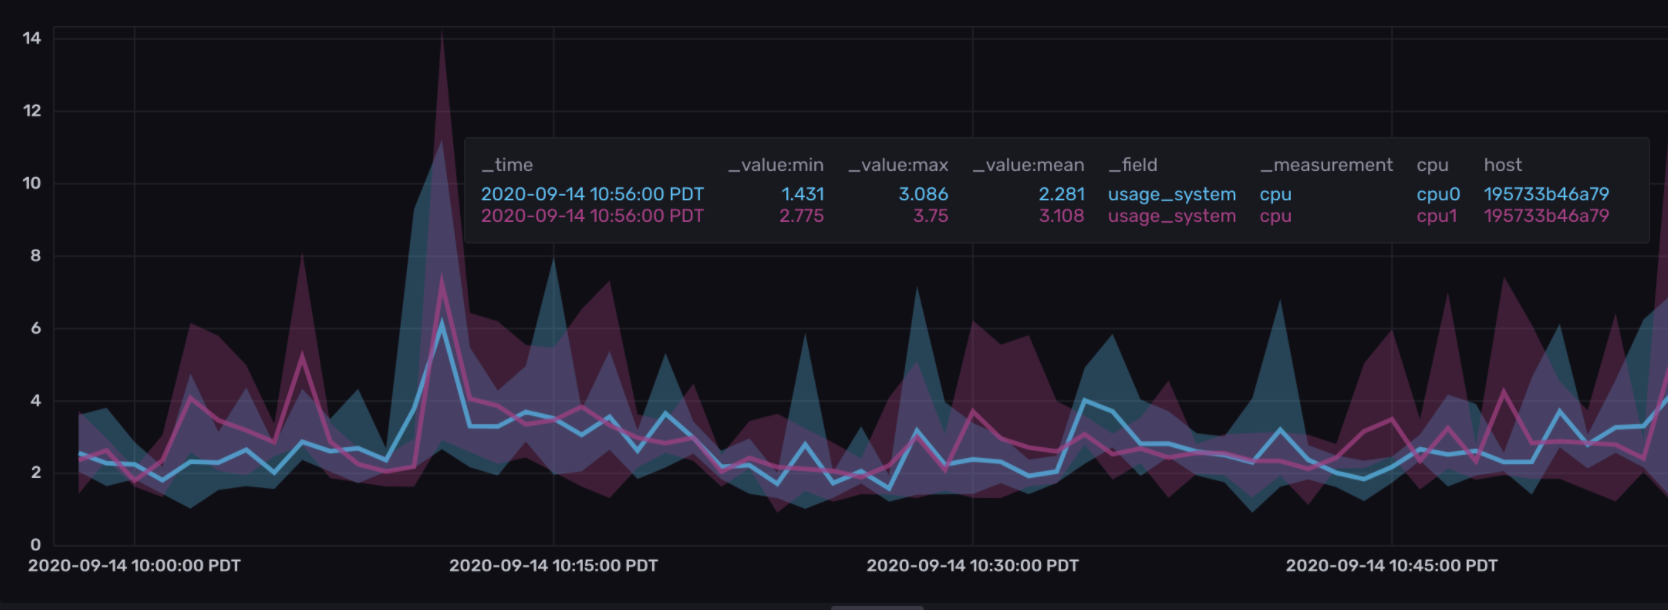 14
12
10
8
6
4
2
0
_time _value:min _value:max _value:mean _field _measurement cpu host
2020-09-14 10:56:00 PDT 1.431 3.086 2.281 usage_system cpu cpu0 195733b46a79
2020-09-14 10:56:00 PDT 2.775 3.75 3.108 usage_system cpu cpu1 195733b46a79
2020-09-14 10:00:00 PDT 2020-09-14 10:15:00 PDT 2020-09-14 10:30:00 PDT 2020-09-14 10:45:00 PDT